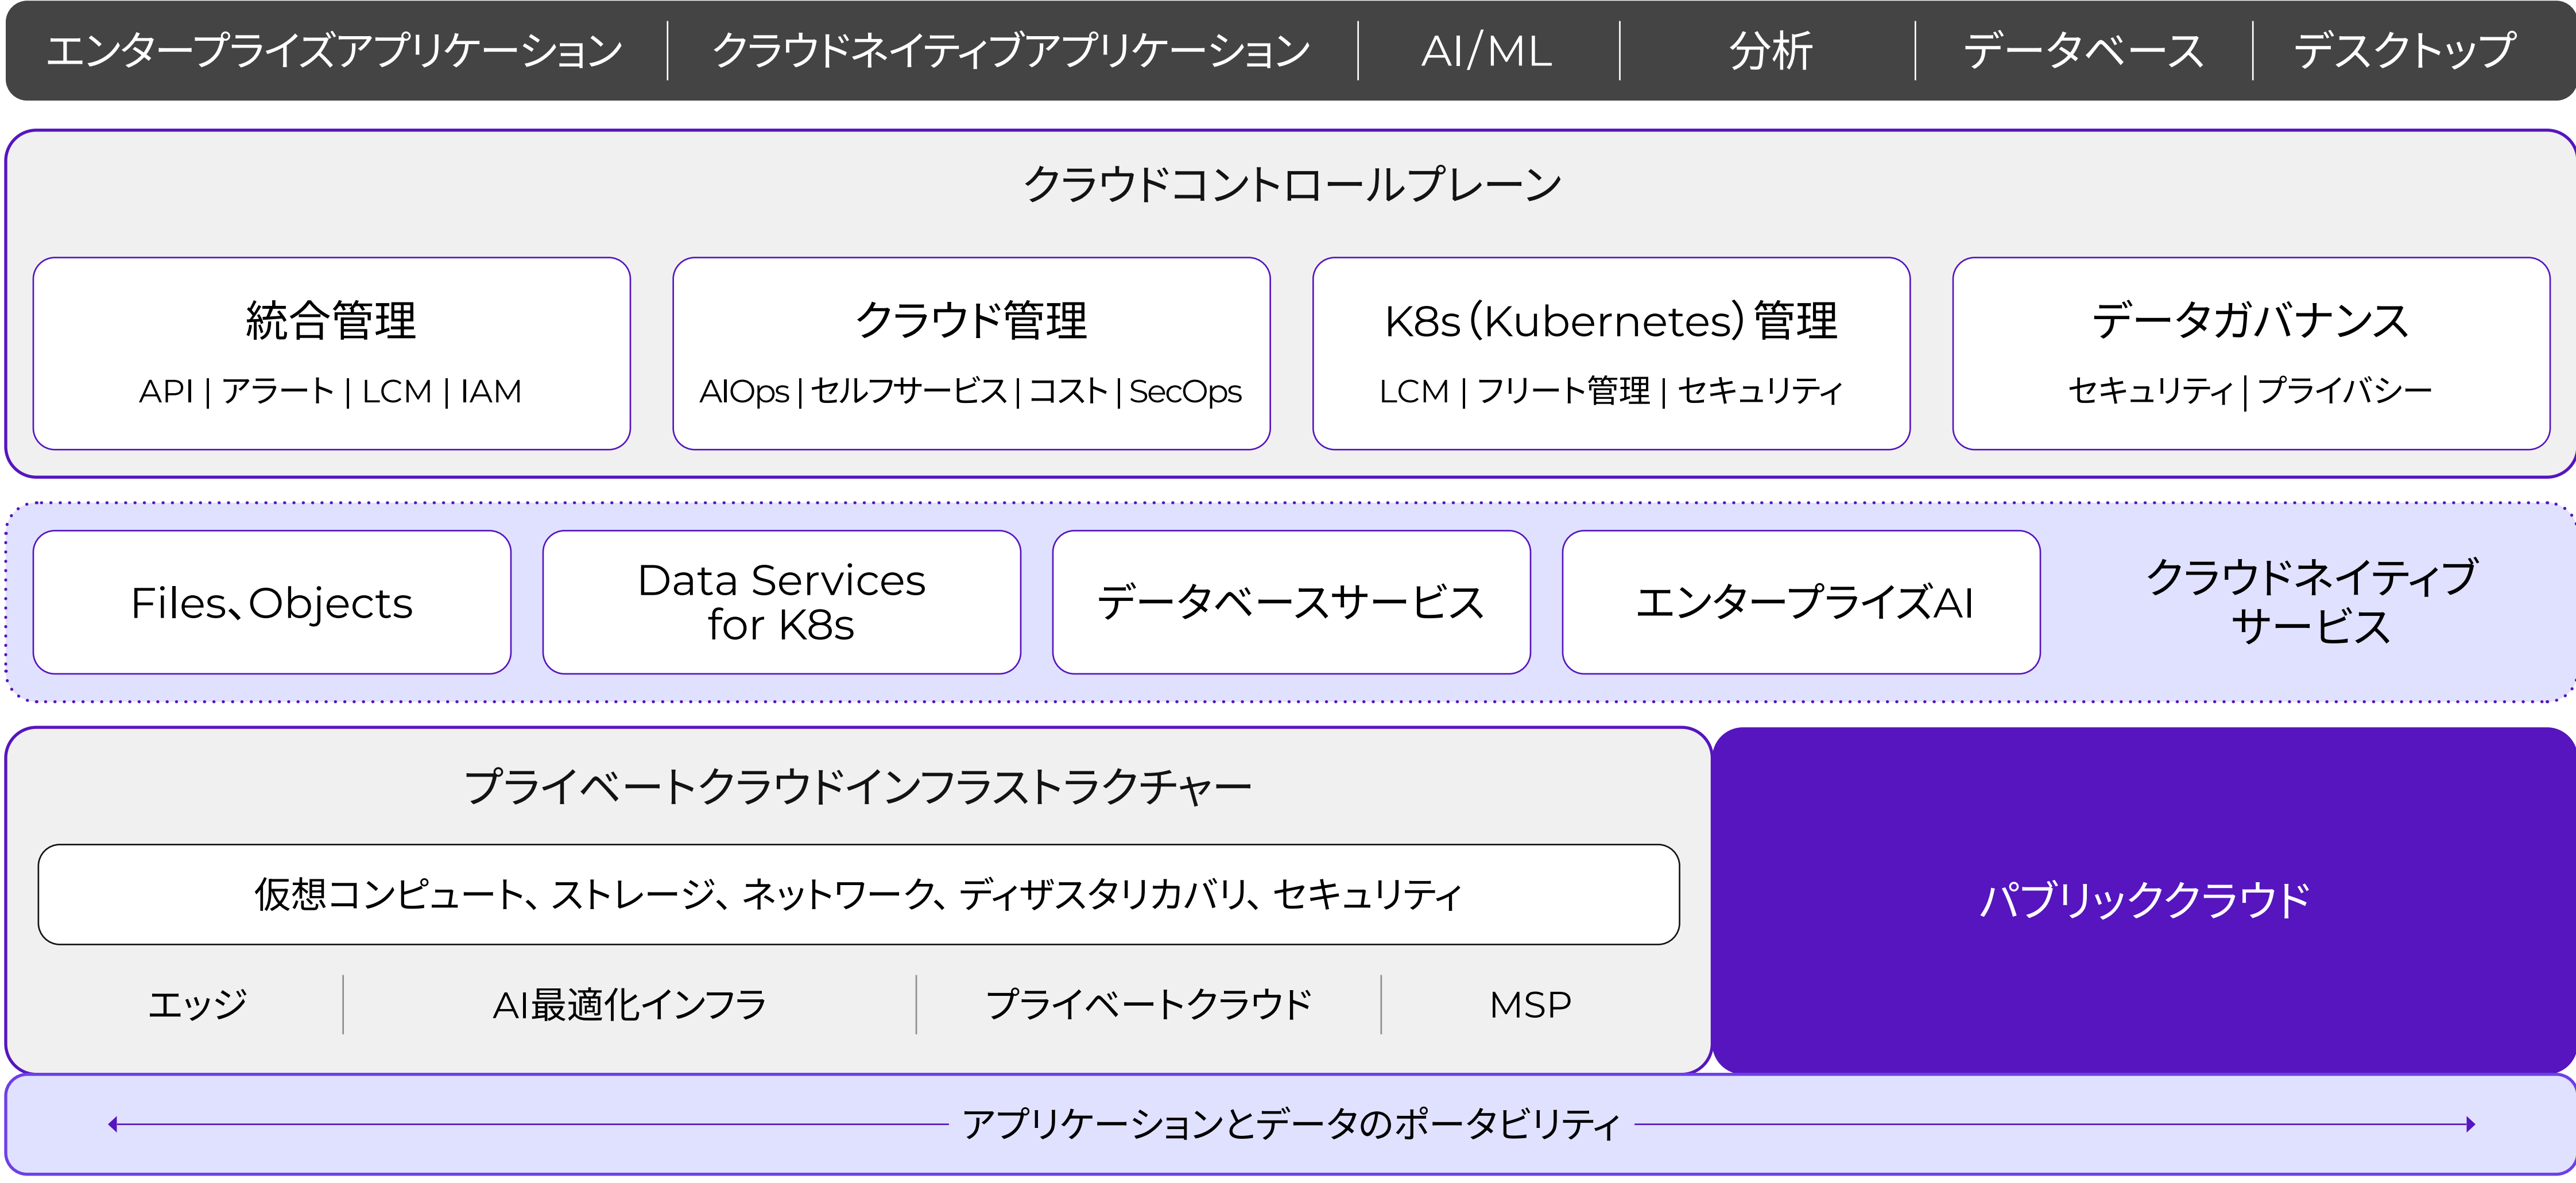 エンタープライズアプリケーション | クラウドネイティブアプリケーション | AI/ML | 分析 | データベース | デスクトップ
クラウドコントロールプレーン
統合管理
API | アラート | LCM | IAM
クラウド管理
AIOps | セルフサービス | コスト | SecOps
K8s（Kubernetes）管理
LCM | フリート管理 | セキュリティ
データガバナンス
セキュリティ | プライバシー
Files、Objects
Data Services
for K8s
データベースサービス
エンタープライズAI
クラウドネイティブ
サービス
プライベートクラウドインフラストラクチャー
仮想コンピュート、ストレージ、ネットワーク、ディザスタリカバリ、セキュリティ
エッジ | AI最適化インフラ | プライベートクラウド | MSP
パブリッククラウド
アプリケーションとデータのポータビリティ